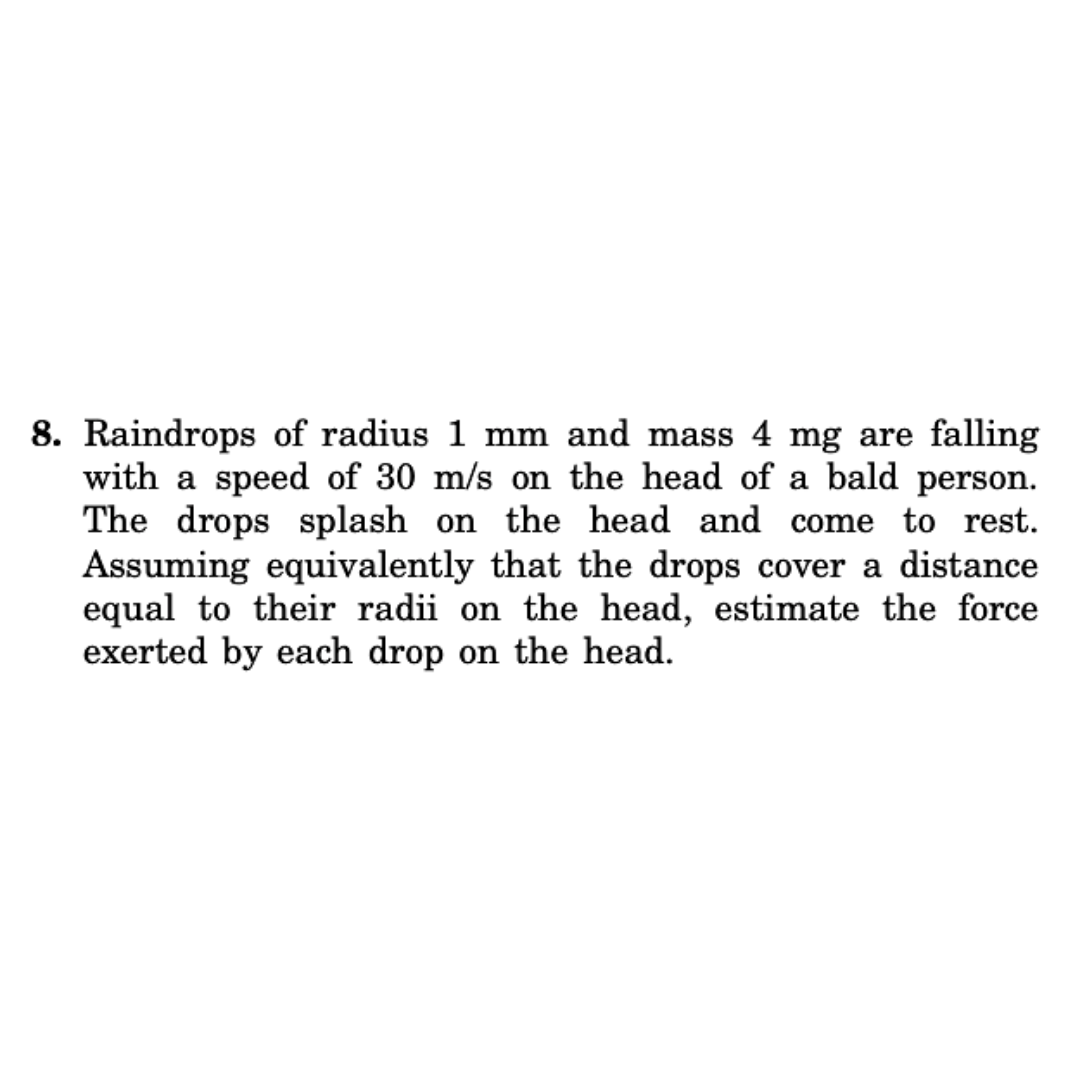 8. Raindrops of radius 1 mm and mass 4 mg are falling
with a speed of 30 m/s on the head of a bald person.
The drops splash on the head and come to rest.
Assuming equivalently that the drops cover a distance
equal to their radii on the head, estimate the force
exerted by each drop on the head.